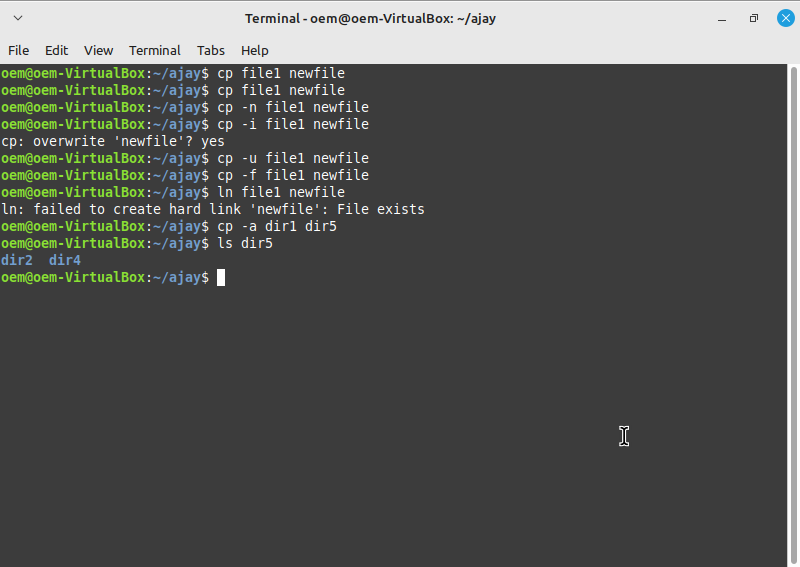 Terminal - oem@oem-VirtualBox: ~/ajay
File Edit View Terminal Tabs Help
oem@oem-VirtualBox:~/ajay$ cp file1 newfile
oem@oem-VirtualBox:~/ajay$ cp file1 newfile
oem@oem-VirtualBox:~/ajay$ cp -n file1 newfile
oem@oem-VirtualBox:~/ajay$ cp -i file1 newfile
cp: overwrite 'newfile'? yes
oem@oem-VirtualBox:~/ajay$ cp -u file1 newfile
oem@oem-VirtualBox:~/ajay$ cp -f file1 newfile
oem@oem-VirtualBox:~/ajay$ ln file1 newfile
ln: failed to create hard link 'newfile': File exists
oem@oem-VirtualBox:~/ajay$ cp -a dir1 dir5
oem@oem-VirtualBox:~/ajay$ ls dir5
dir2  dir4
oem@oem-VirtualBox:~/ajay$